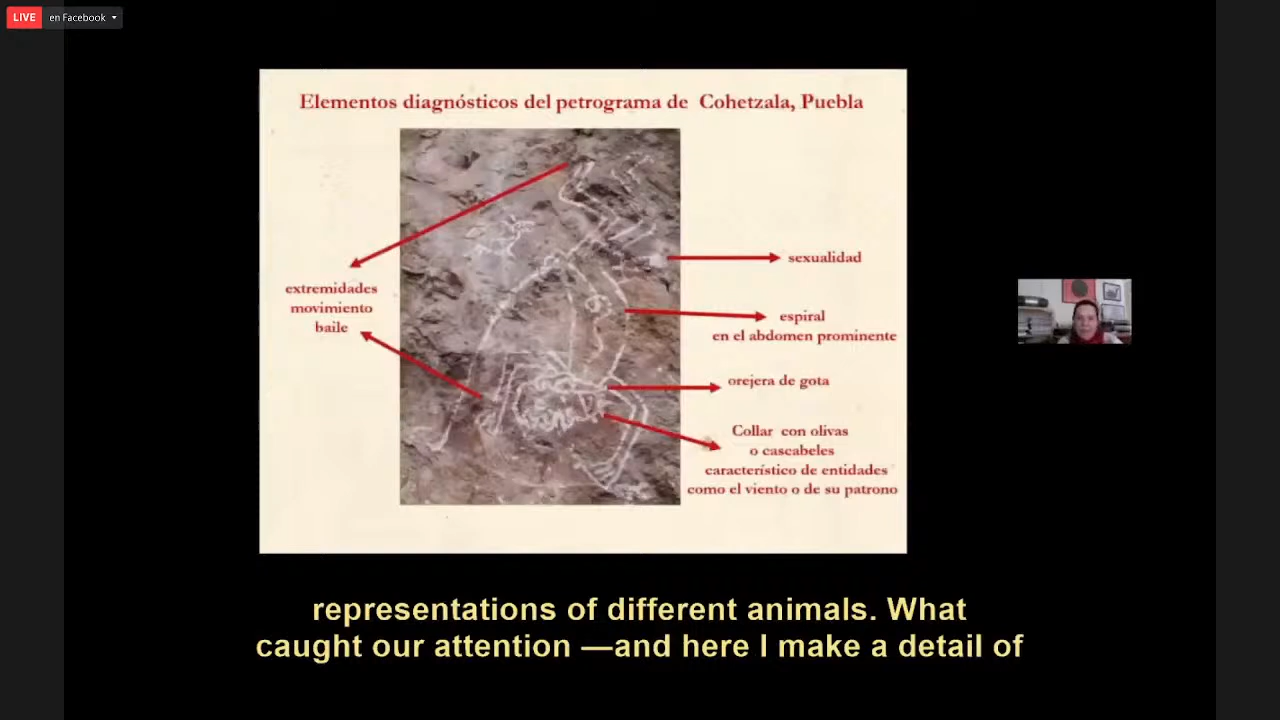 LIVE en Facebook
Elementos diagnósticos del petrograma de Cohetzala, Puebla
extremidades
movimiento
baile
sexualidad
espiral
en el abdomen prominente
orejera de gota
Collar con olivas
o cascabeles
característico de entidades
como el viento o de su patrono
representations of different animals. What
caught our attention —and here I make a detail of